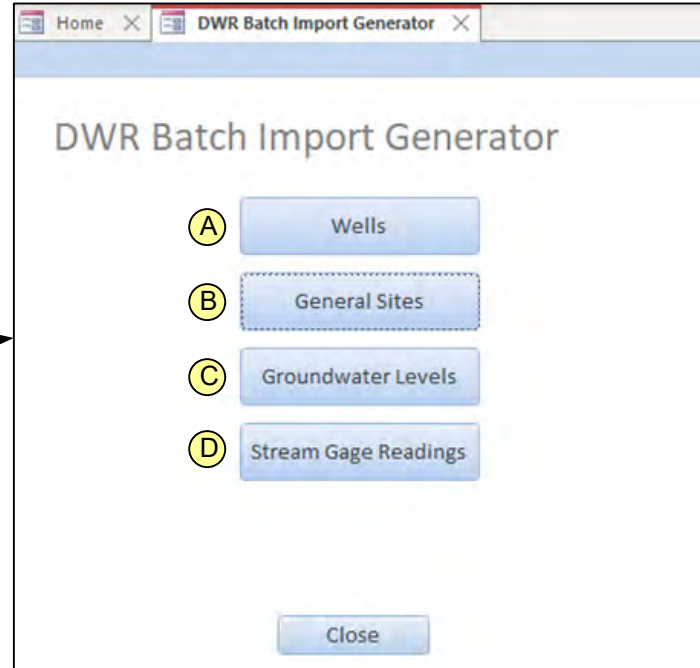 Home DWR Batch Import Generator
DWR Batch Import Generator
A Wells
B General Sites
C Groundwater Levels
D Stream Gage Readings
Close